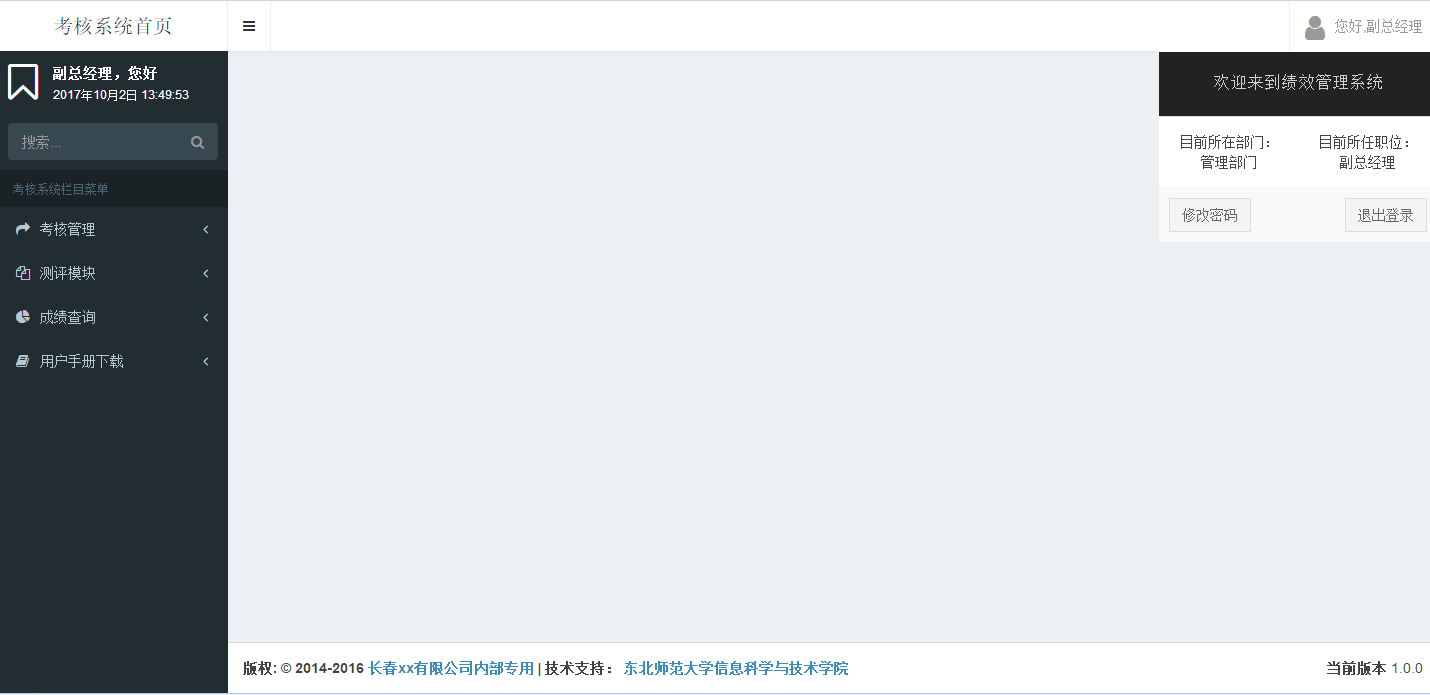 考核系统首页
您好,副总经理
副总经理，您好
2017年10月2日 13:49:53
搜索...
考核系统栏目菜单
考核管理
测评模块
成绩查询
用户手册下载
欢迎来到绩效管理系统
目前所在部门： 目前所任职位：
管理部门 副总经理
修改密码 退出登录
版权: © 2014-2016 长春xx有限公司内部专用 | 技术支持： 东北师范大学信息科学与技术学院 当前版本 1.0.0